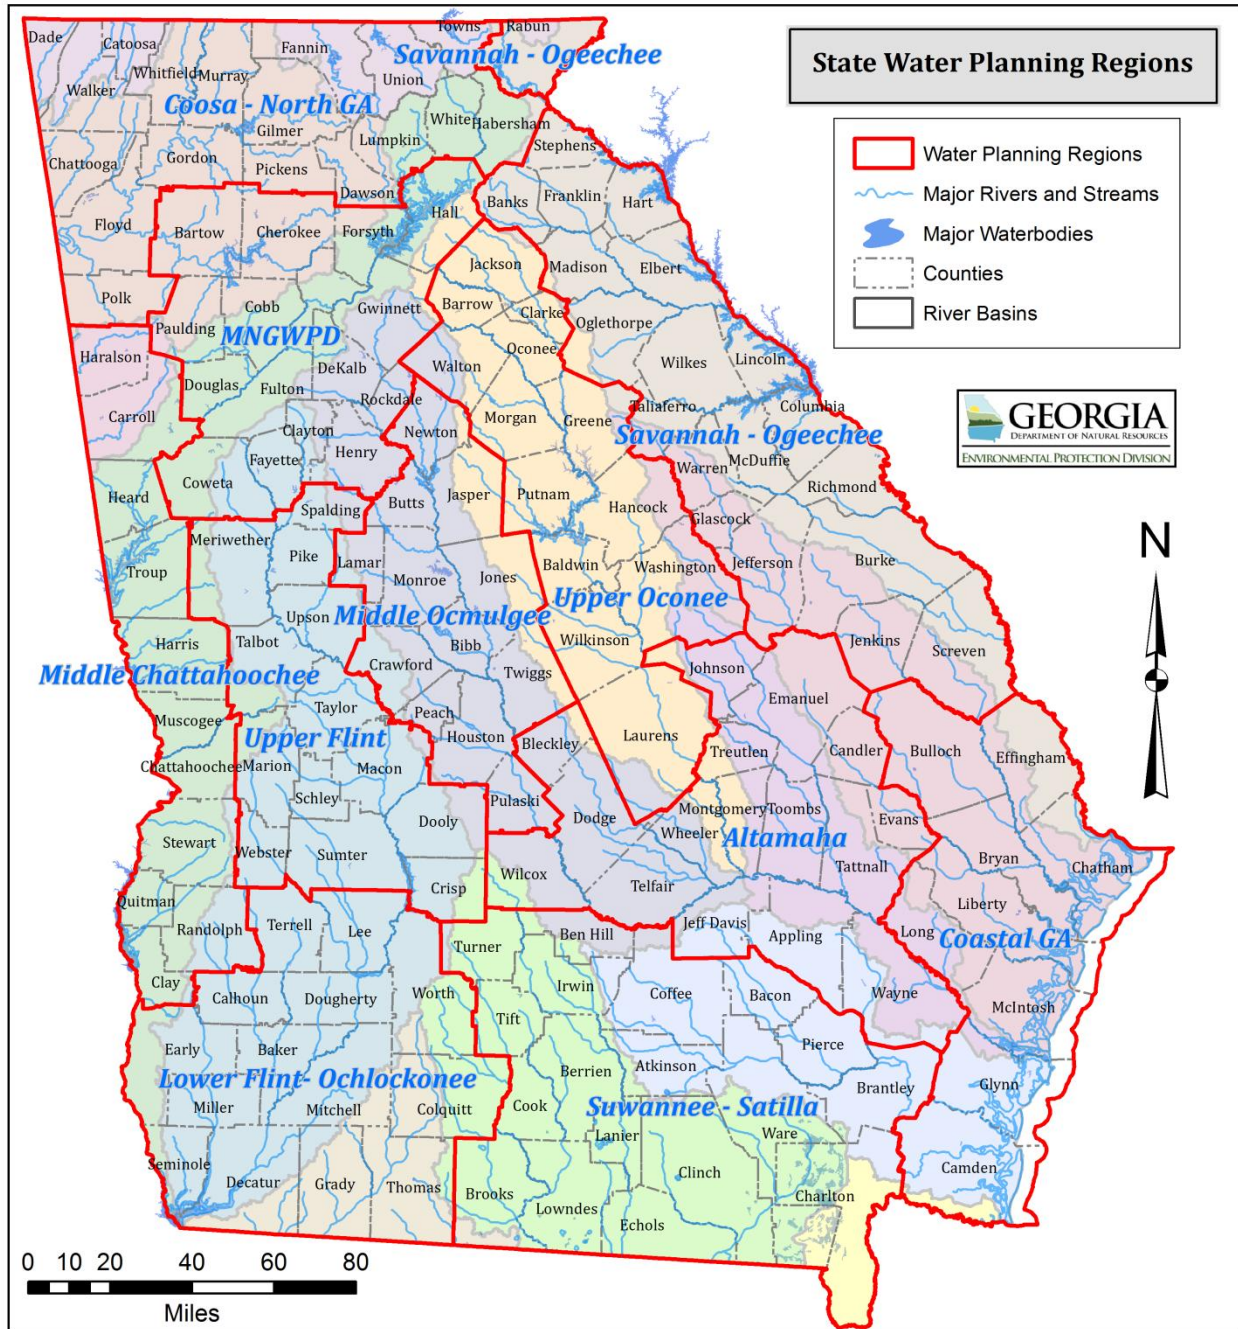 State Water Planning Regions
Water Planning Regions
Major Rivers and Streams
Major Waterbodies
Counties
River Basins
GEORGIA
DEPARTMENT OF NATURAL RESOURCES
ENVIRONMENTAL PROTECTION DIVISION
N
Dade
Catoosa
Fannin
Towns
Rabun
Savannah - Ogeechee
Whitfield
Murray
Union
Walker
Coosa - North GA
White
Habersham
Gilmer
Lumpkin
Stephens
Chattooga
Gordon
Pickens
Dawson
Banks
Franklin
Hart
Hall
Floyd
Bartow
Cherokee
Forsyth
Jackson
Madison
Elbert
Polk
Cobb
Gwinnett
Barrow
Clarke
Oglethorpe
Paulding
MNGWPD
Oconee
Haralson
DeKalb
Walton
Wilkes
Lincoln
Douglas
Fulton
Rockdale
Carroll
Morgan
Greene
Taliaferro
Columbia
Clayton
Newton
Savannah - Ogeechee
Fayette
Henry
Warren
McDuffie
Coweta
Jasper
Putnam
Richmond
Heard
Spalding
Butts
Hancock
Glascock
Meriwether
Pike
Lamar
Baldwin
Washington
Jefferson
Burke
Troup
Monroe
Jones
Upson
Middle Ocmulgee
Upper Oconee
Harris
Talbot
Bibb
Wilkinson
Jenkins
Screven
Middle Chattahoochee
Crawford
Twiggs
Johnson
Emanuel
Muscogee
Taylor
Peach
Upper Flint
Houston
Bleckley
Laurens
Treutlen
Candler
Bulloch
Effingham
Chattahoochee
Marion
Macon
Schley
Pulaski
Dodge
Montgomery
Toombs
Evans
Dooly
Wheeler
Altamaha
Stewart
Webster
Sumter
Bryan
Chatham
Crisp
Wilcox
Telfair
Tattnall
Quitman
Liberty
Randolph
Terrell
Lee
Ben Hill
Jeff Davis
Appling
Long
Coastal GA
Turner
Clay
Calhoun
Dougherty
Worth
Irwin
Coffee
Bacon
Wayne
McIntosh
Tift
Early
Baker
Pierce
Lower Flint- Ochlockonee
Berrien
Atkinson
Brantley
Glynn
Miller
Mitchell
Colquitt
Cook
Suwannee - Satilla
Lanier
Ware
Seminole
Clinch
Camden
Decatur
Grady
Thomas
Brooks
Charlton
Lowndes
Echols
0 10 20 40 60 80
Miles